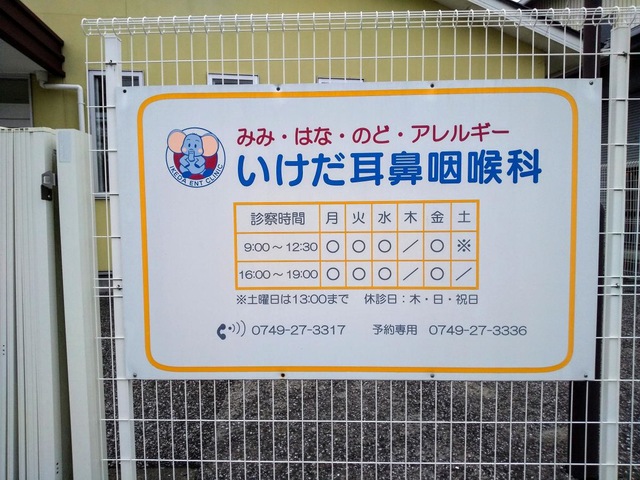 みみ・はな・のど・アレルギー
いけだ耳鼻咽喉科
IKEDA ENT CLINIC
診察時間 月 火 水 木 金 土
9:00～12:30 ○ ○ ○ ／ ○ ※
16:00～19:00 ○ ○ ○ ／ ○ ／
※土曜日は13:00まで 休診日：木・日・祝日
0749-27-3317 予約専用 0749-27-3336